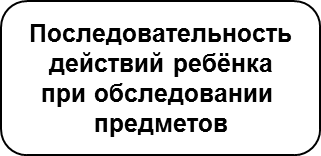 Последовательность
действий ребёнка
при обследовании
предметов